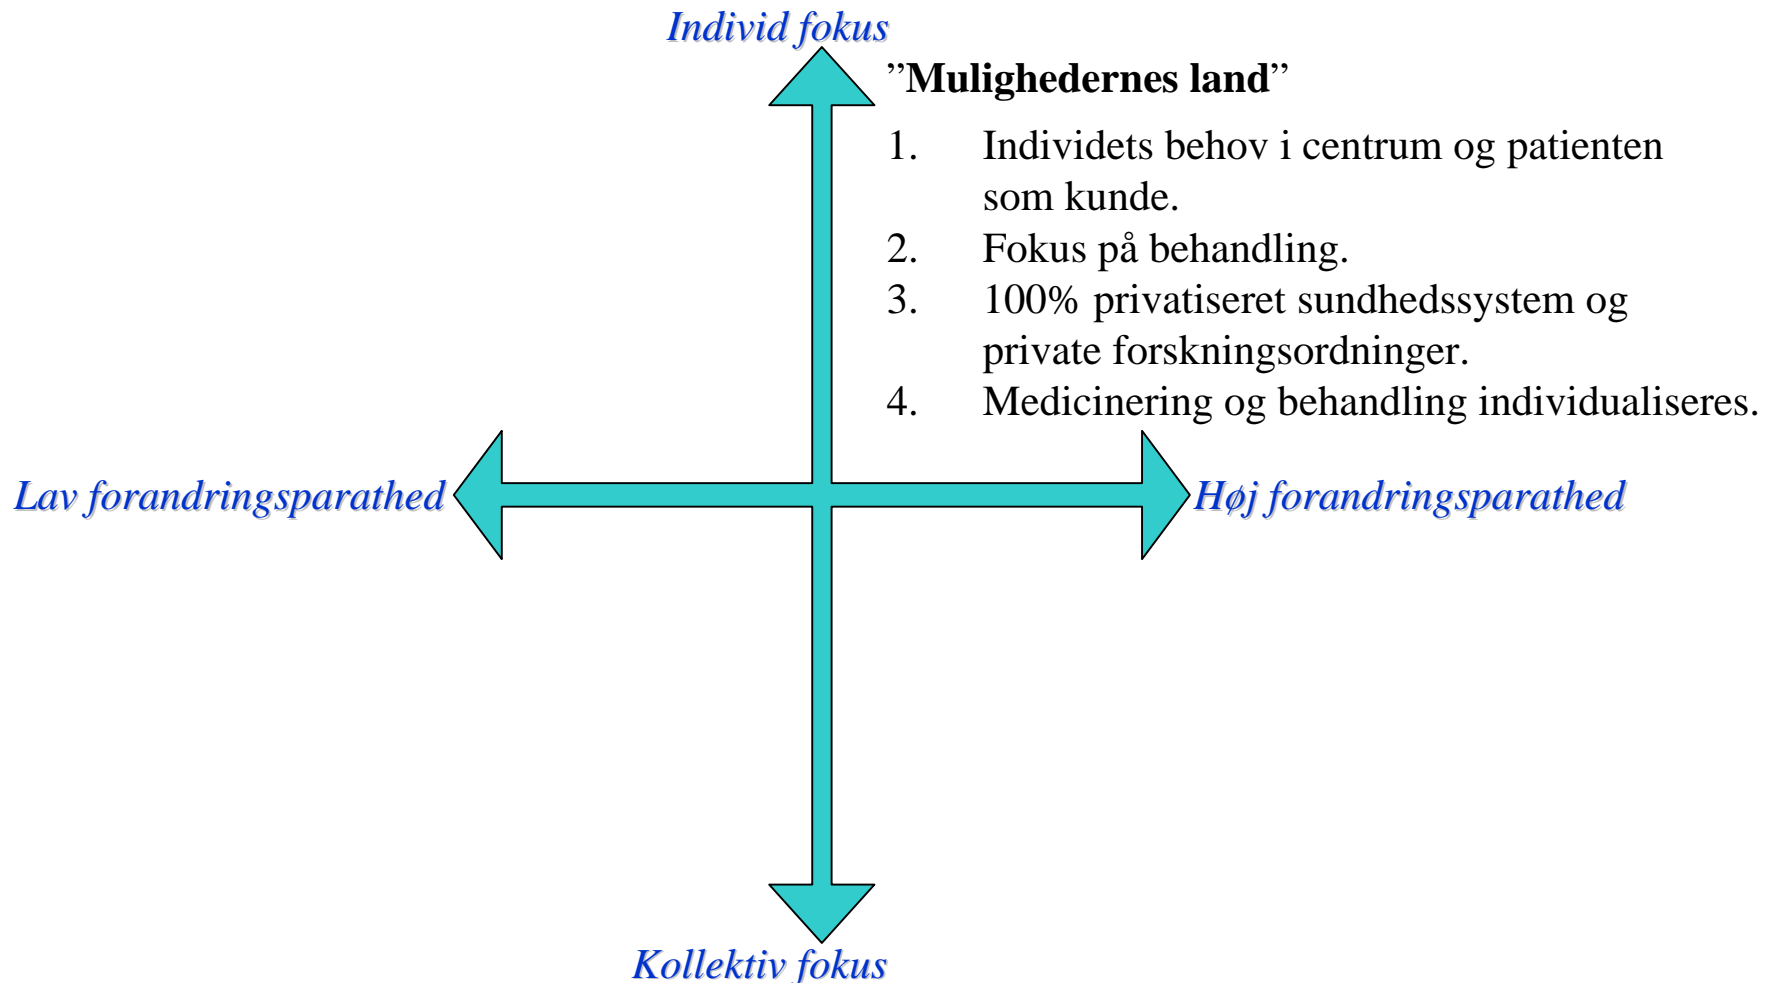 Individ fokus
”Mulighedernes land”
1. Individets behov i centrum og patienten
som kunde.
2. Fokus på behandling.
3. 100% privatiseret sundhedssystem og
private forskningsordninger.
4. Medicinering og behandling individualiseres.
Lav forandringsparathed
Høj forandringsparathed
Kollektiv fokus